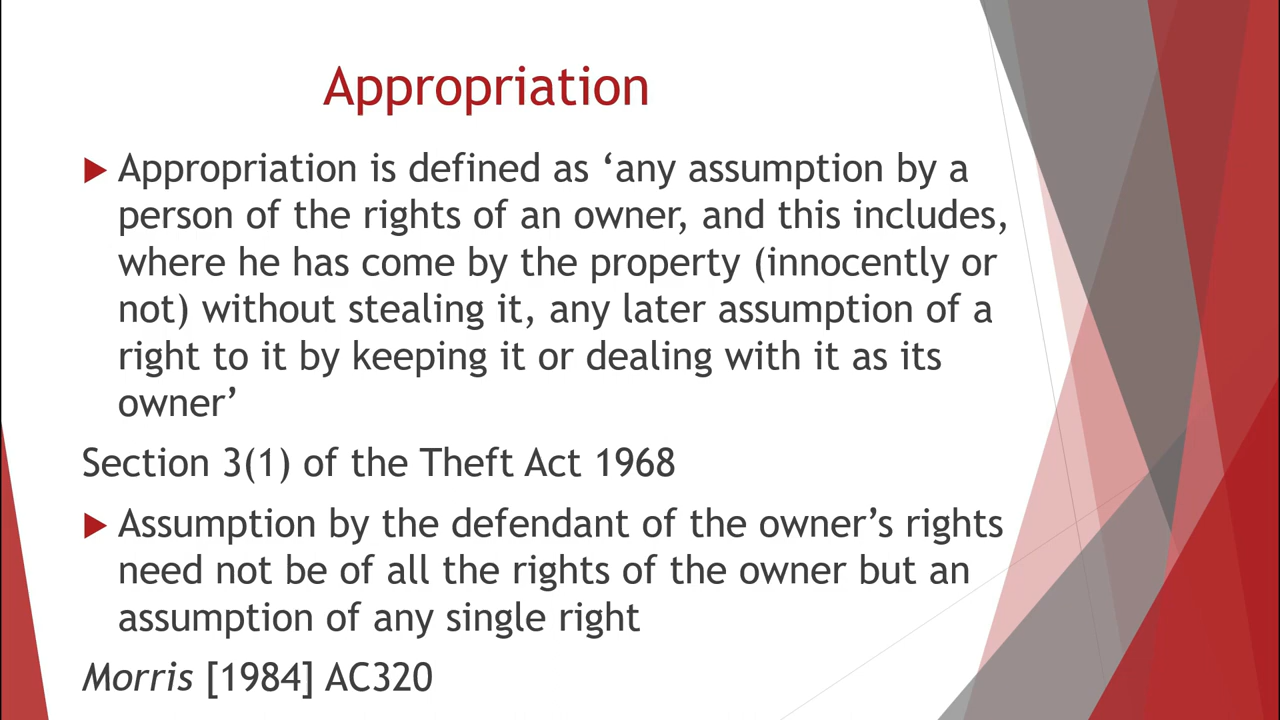 Appropriation
Appropriation is defined as ‘any assumption by a
person of the rights of an owner, and this includes,
where he has come by the property (innocently or
not) without stealing it, any later assumption of a
right to it by keeping it or dealing with it as its
owner’
Section 3(1) of the Theft Act 1968
Assumption by the defendant of the owner’s rights
need not be of all the rights of the owner but an
assumption of any single right
Morris [1984] AC320